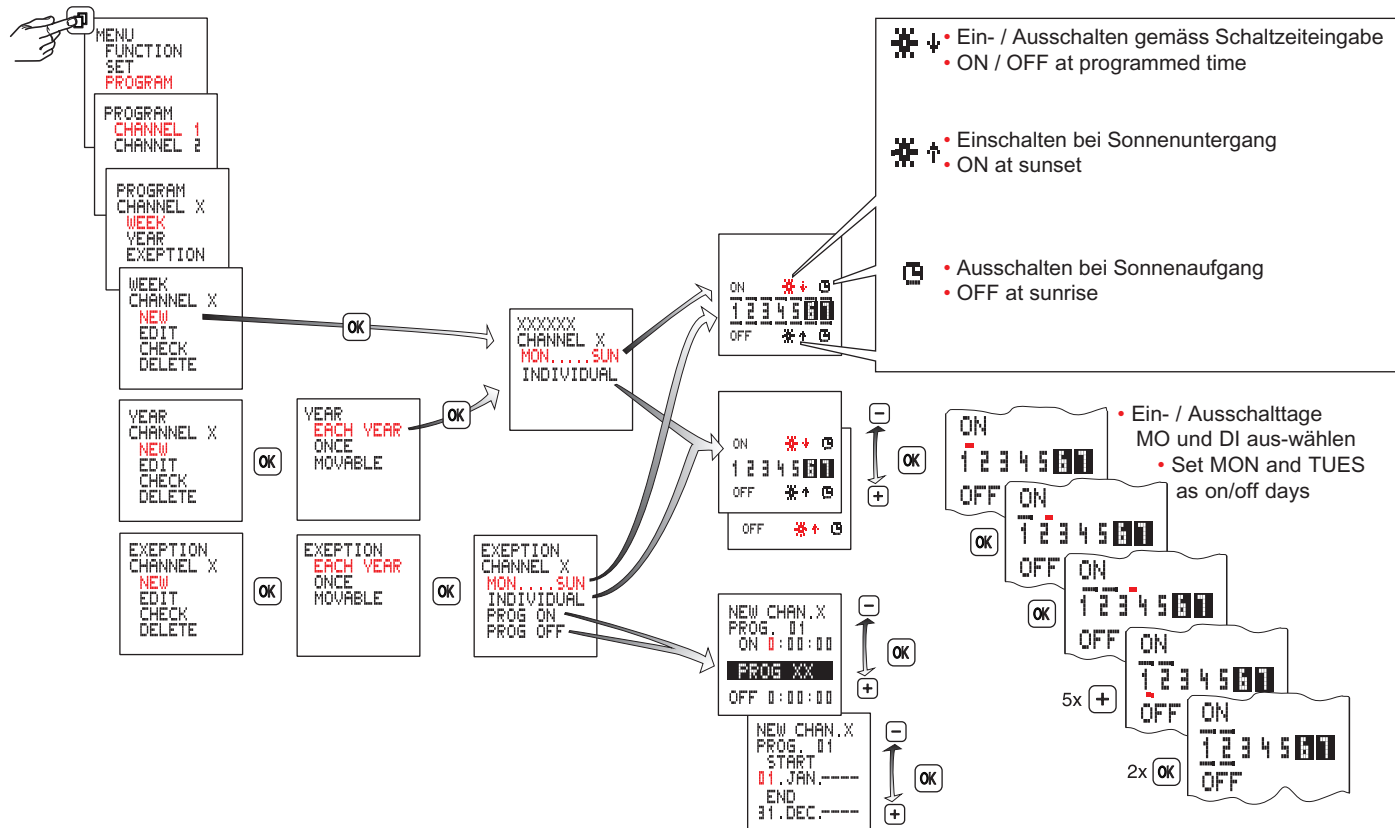 MENU
FUNCTION
SET
PROGRAM
PROGRAM
CHANNEL 1
CHANNEL 2
PROGRAM
CHANNEL X
WEEK
YEAR
EXEPTION
WEEK
CHANNEL X
NEW
EDIT
CHECK
DELETE
OK
YEAR
CHANNEL X
NEW
EDIT
CHECK
DELETE
OK
YEAR
EACH YEAR
ONCE
MOVABLE
OK
EXEPTION
CHANNEL X
NEW
EDIT
CHECK
DELETE
OK
EXEPTION
EACH YEAR
ONCE
MOVABLE
OK
XXXXXX
CHANNEL X
MON.....SUN
INDIVIDUAL
EXEPTION
CHANNEL X
MON....SUN
INDIVIDUAL
PROG ON
PROG OFF
ON
1 2 3 4 5 6 7
OFF
ON
1 2 3 4 5 6 7
OFF
OFF
−
OK
+
NEW CHAN.X
PROG. 01
ON 0:00:00
PROG XX
OFF 0:00:00
−
OK
+
NEW CHAN.X
PROG. 01
START
01.JAN.----
END
31.DEC.----
−
OK
+
• Ein- / Ausschalten gemäss Schaltzeiteingabe
• ON / OFF at programmed time
• Einschalten bei Sonnenuntergang
• ON at sunset
• Ausschalten bei Sonnenaufgang
• OFF at sunrise
• Ein- / Ausschalttage
MO und DI aus-wählen
• Set MON and TUES
as on/off days
ON
1 2 3 4 5 6 7
OFF
OK
ON
1 2 3 4 5 6 7
OFF
OK
ON
1 2 3 4 5 6 7
OFF
5x +
ON
1 2 3 4 5 6 7
OFF
2x OK
ON
1 2 3 4 5 6 7
OFF